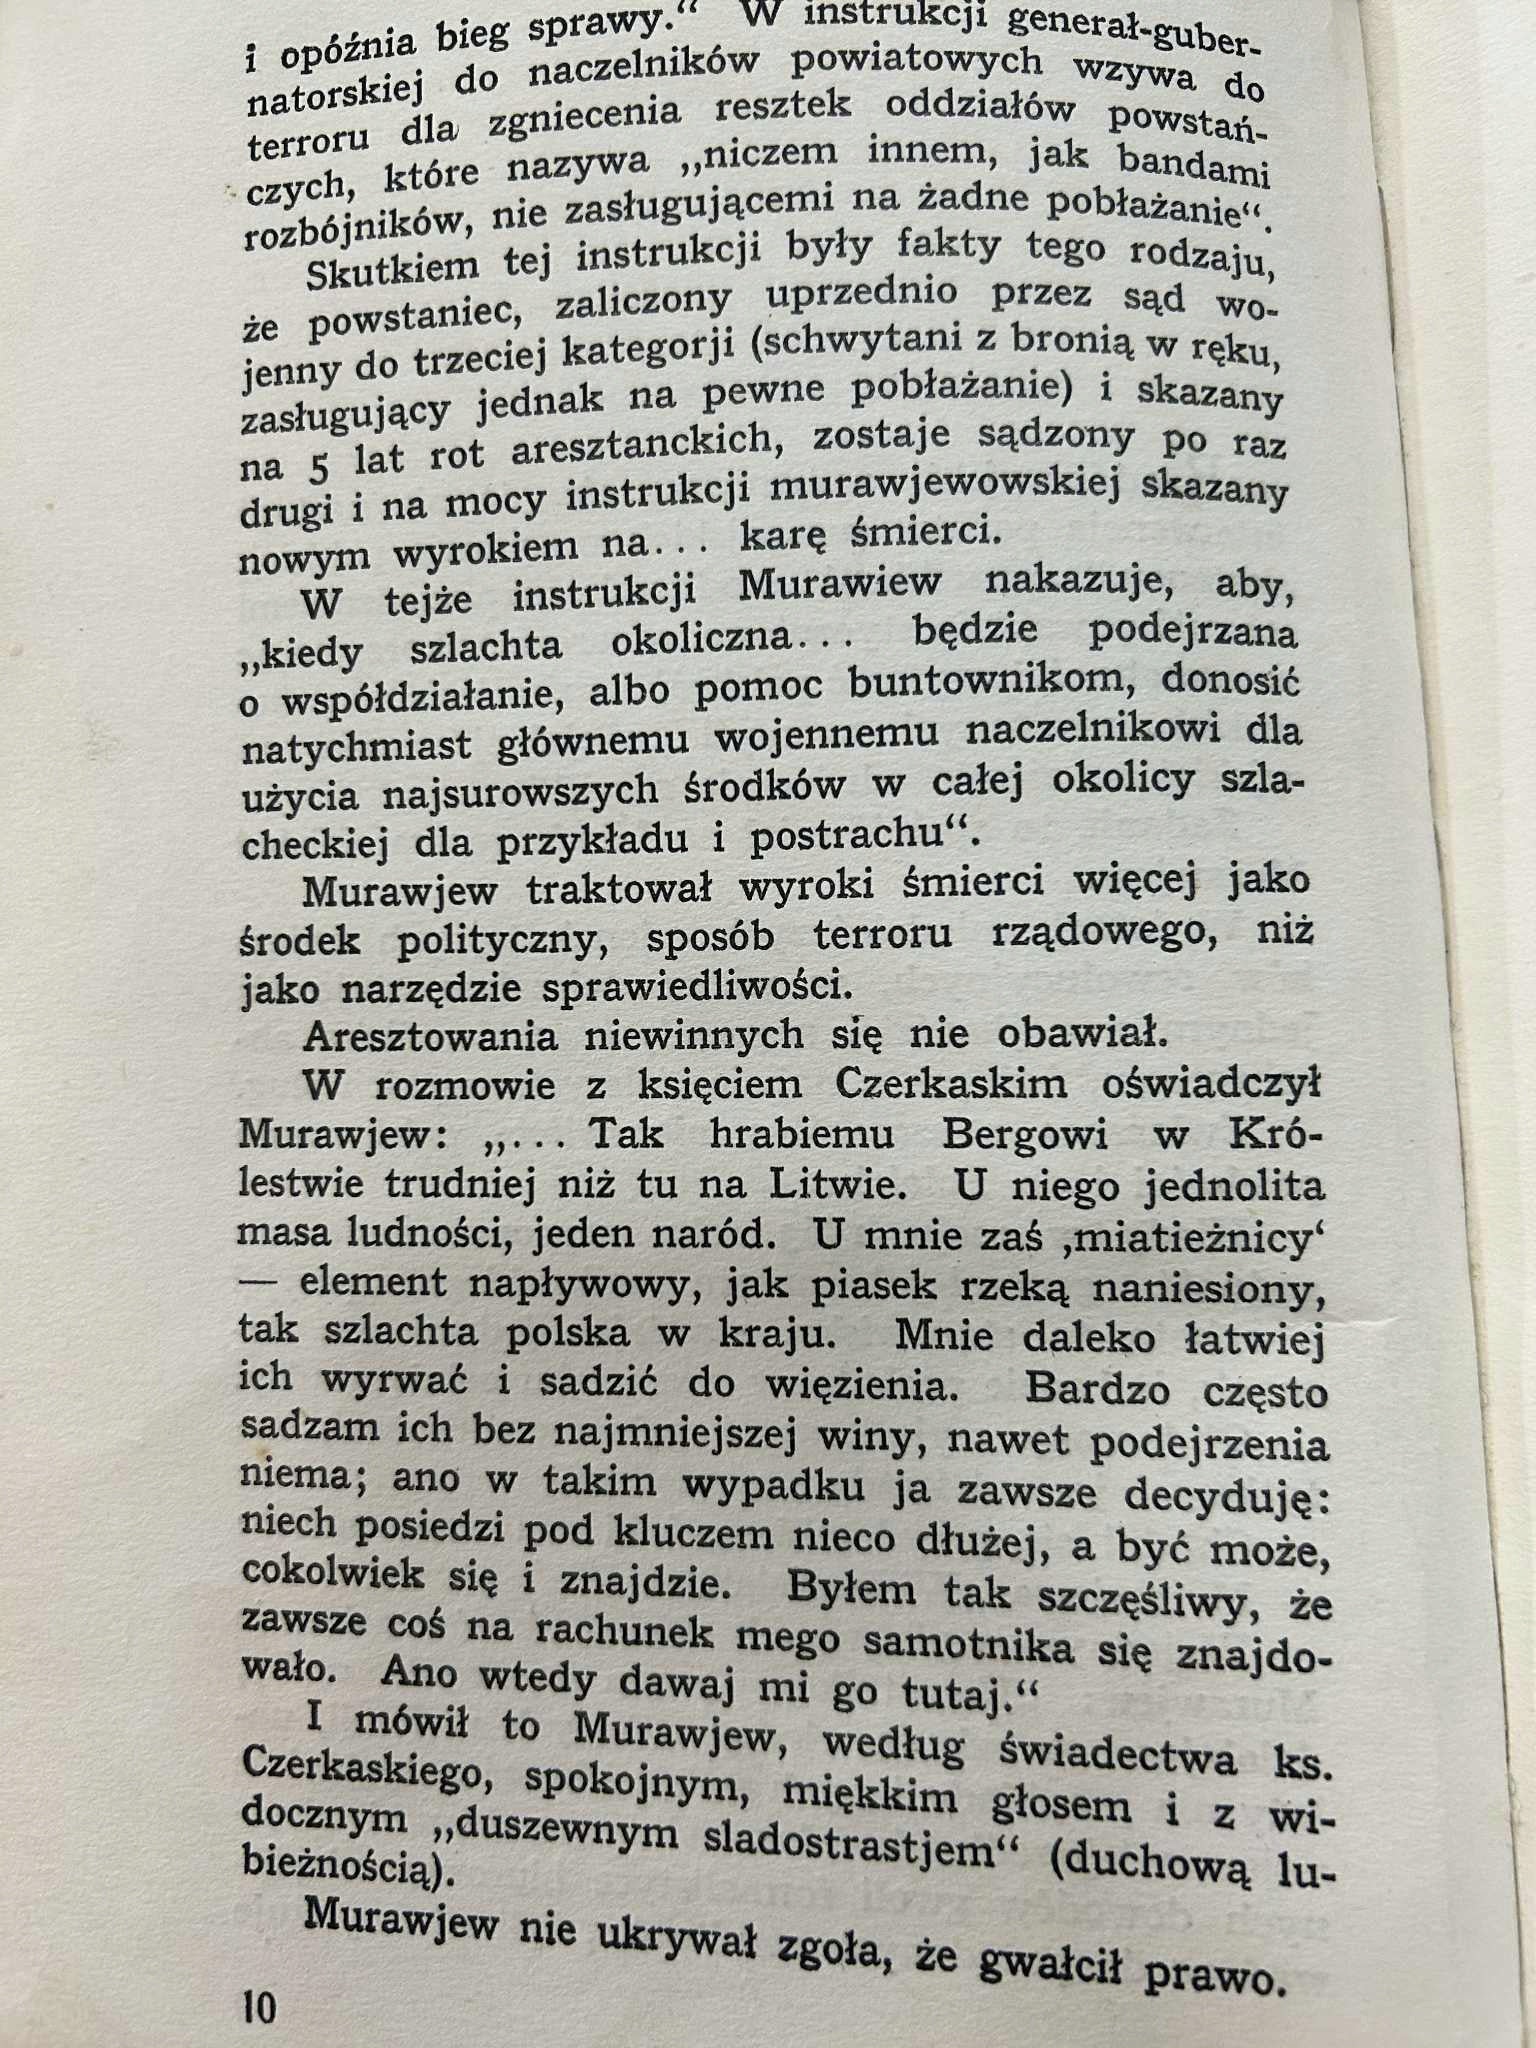 i opóźnia bieg sprawy.“ W instrukcji generał-guber-
natorskiej do naczelników powiatowych wzywa do
terroru dla zgniecenia resztek oddziałów powstań-
czych, które nazywa „niczem innem, jak bandami
rozbójników, nie zasługującemi na żadne pobłażanie“.
Skutkiem tej instrukcji były fakty tego rodzaju,
że powstaniec, zaliczony uprzednio przez sąd wo-
jenny do trzeciej kategorji (schwytani z bronią w ręku,
zasługujący jednak na pewne pobłażanie) i skazany
na 5 lat rot aresztanckich, zostaje sądzony po raz
drugi i na mocy instrukcji murawjewowskiej skazany
nowym wyrokiem na... karę śmierci.
W tejże instrukcji Murawiew nakazuje, aby,
„kiedy szlachta okoliczna... będzie podejrzana
o współdziałanie, albo pomoc buntownikom, donosić
natychmiast głównemu wojennemu naczelnikowi dla
użycia najsurowszych środków w całej okolicy szla-
checkiej dla przykładu i postrachu“.
Murawjew traktował wyroki śmierci więcej jako
środek polityczny, sposób terroru rządowego, niż
jako narzędzie sprawiedliwości.
Aresztowania niewinnych się nie obawiał.
W rozmowie z księciem Czerkaskim oświadczył
Murawjew: „... Tak hrabiemu Bergowi w Kró-
lestwie trudniej niż tu na Litwie. U niego jednolita
masa ludności, jeden naród. U mnie zaś ‚miatieżnicy‘
— element napływowy, jak piasek rzeką naniesiony,
tak szlachta polska w kraju. Mnie daleko łatwiej
ich wyrwać i sadzić do więzienia. Bardzo często
sadzam ich bez najmniejszej winy, nawet podejrzenia
niema; ano w takim wypadku ja zawsze decyduję:
niech posiedzi pod kluczem nieco dłużej, a być może,
cokolwiek się i znajdzie. Byłem tak szczęśliwy, że
zawsze coś na rachunek mego samotnika się znajdo-
wało. Ano wtedy dawaj mi go tutaj.“
I mówił to Murawjew, według świadectwa ks.
Czerkaskiego, spokojnym, miękkim głosem i z wi-
docznym „duszewnym sladostrastjem“ (duchową lu-
bieżnością).
Murawjew nie ukrywał zgoła, że gwałcił prawo.
10